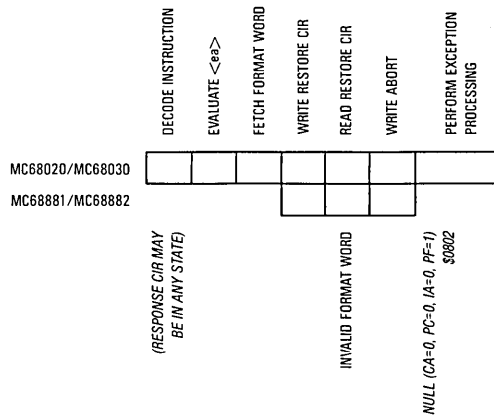 DECODE INSTRUCTION
EVALUATE <ea>
FETCH FORMAT WORD
WRITE RESTORE CIR
READ RESTORE CIR
WRITE ABORT
PERFORM EXCEPTION
PROCESSING
MC68020/MC68030
MC68881/MC68882
(RESPONSE CIR MAY
BE IN ANY STATE)
INVALID FORMAT WORD
NULL (CA=0, PC=0, IA=0, PF=1)
$0802